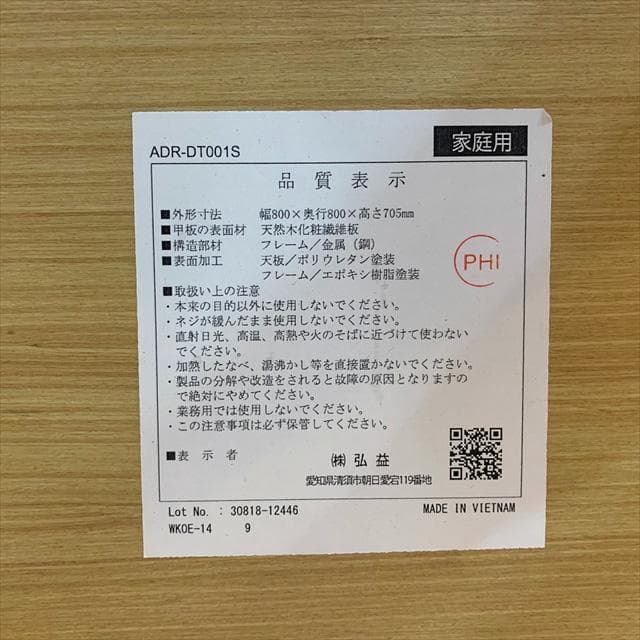 ADR-DT001S
家庭用
品質表示
■外形寸法 幅800×奥行800×高さ705mm
■甲板の表面材 天然木化粧繊維板
■構造部材 フレーム／金属（鋼）
■表面加工 天板／ポリウレタン塗装
フレーム／エポキシ樹脂塗装
PHI
■取扱い上の注意
・本来の目的以外に使用しないでください。
・ネジが緩んだまま使用しないでください。
・直射日光、高温、高熱や火のそばに近づけて使わない
でください。
・加熱したなべ、湯沸かし等を直接置かないでください。
・製品の分解や改造をされると故障の原因となりますの
で絶対にやめてください。
・業務用では使用しないでください。
・この注意事項は必ず保管してください。
■表示者 ㈱弘益
愛知県清須市朝日愛宕119番地
Lot No.: 30818-12446 MADE IN VIETNAM
WKOE-14 9